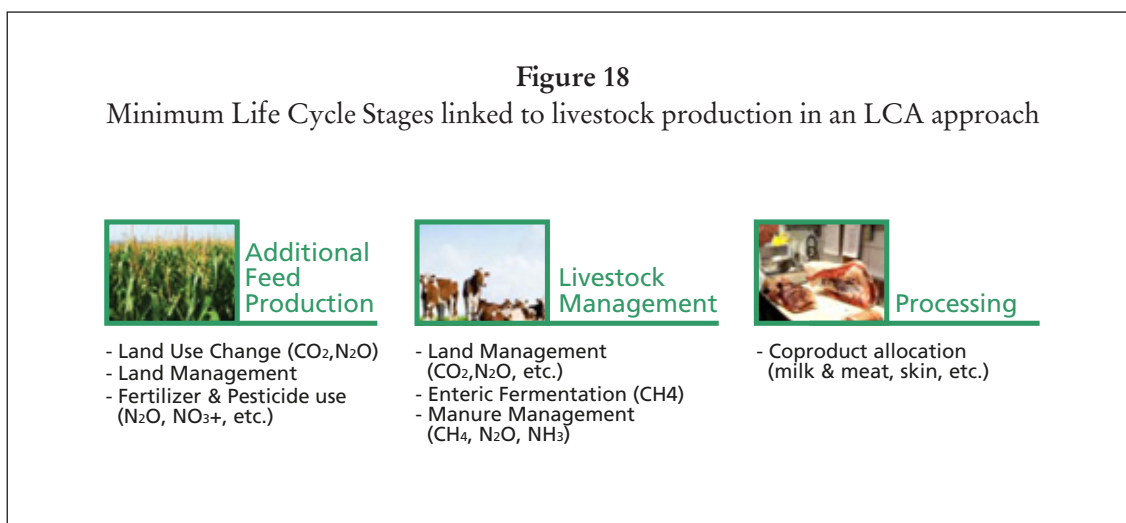 Figure 18
Minimum Life Cycle Stages linked to livestock production in an LCA approach
Additional
Feed
Production
- Land Use Change (CO₂,N₂O)
- Land Management
- Fertilizer & Pesticide use
(N₂O, NO₃+, etc.)
Livestock
Management
- Land Management
(CO₂,N₂O, etc.)
- Enteric Fermentation (CH4)
- Manure Management
(CH₄, N₂O, NH₃)
Processing
- Coproduct allocation
(milk & meat, skin, etc.)